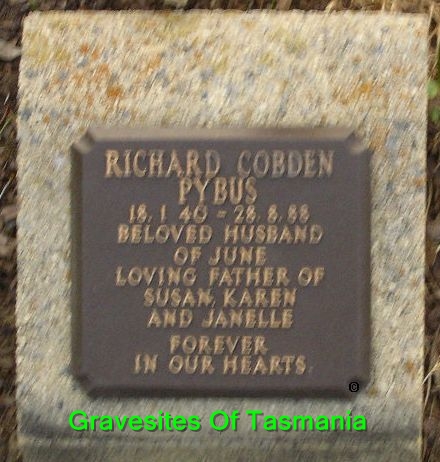 RICHARD COBDEN
PYBUS
18.1.40 - 28.8.88
BELOVED HUSBAND
OF JUNE
LOVING FATHER OF
SUSAN, KAREN
AND JANELLE
FOREVER
IN OUR HEARTS.
©
Gravesites Of Tasmania